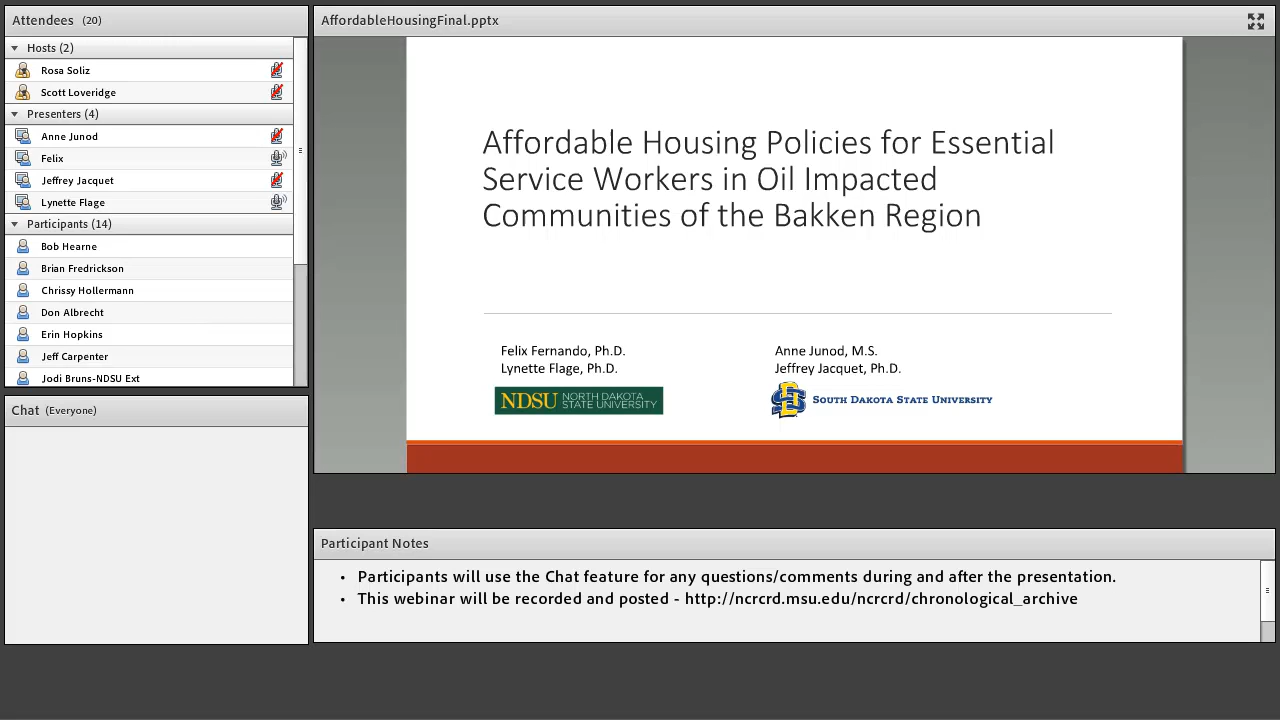 Attendees (20)
Hosts (2)
Rosa Soliz
Scott Loveridge
Presenters (4)
Anne Junod
Felix
Jeffrey Jacquet
Lynette Flage
Participants (14)
Bob Hearne
Brian Fredrickson
Chrissy Hollermann
Don Albrecht
Erin Hopkins
Jeff Carpenter
Jodi Bruns-NDSU Ext
Chat (Everyone)
AffordableHousingFinal.pptx
Affordable Housing Policies for Essential
Service Workers in Oil Impacted
Communities of the Bakken Region
Felix Fernando, Ph.D.
Lynette Flage, Ph.D.
NDSU NORTH DAKOTA
STATE UNIVERSITY
Anne Junod, M.S.
Jeffrey Jacquet, Ph.D.
SOUTH DAKOTA STATE UNIVERSITY
Participant Notes
• Participants will use the Chat feature for any questions/comments during and after the presentation.
• This webinar will be recorded and posted - http://ncrcrd.msu.edu/ncrcrd/chronological_archive